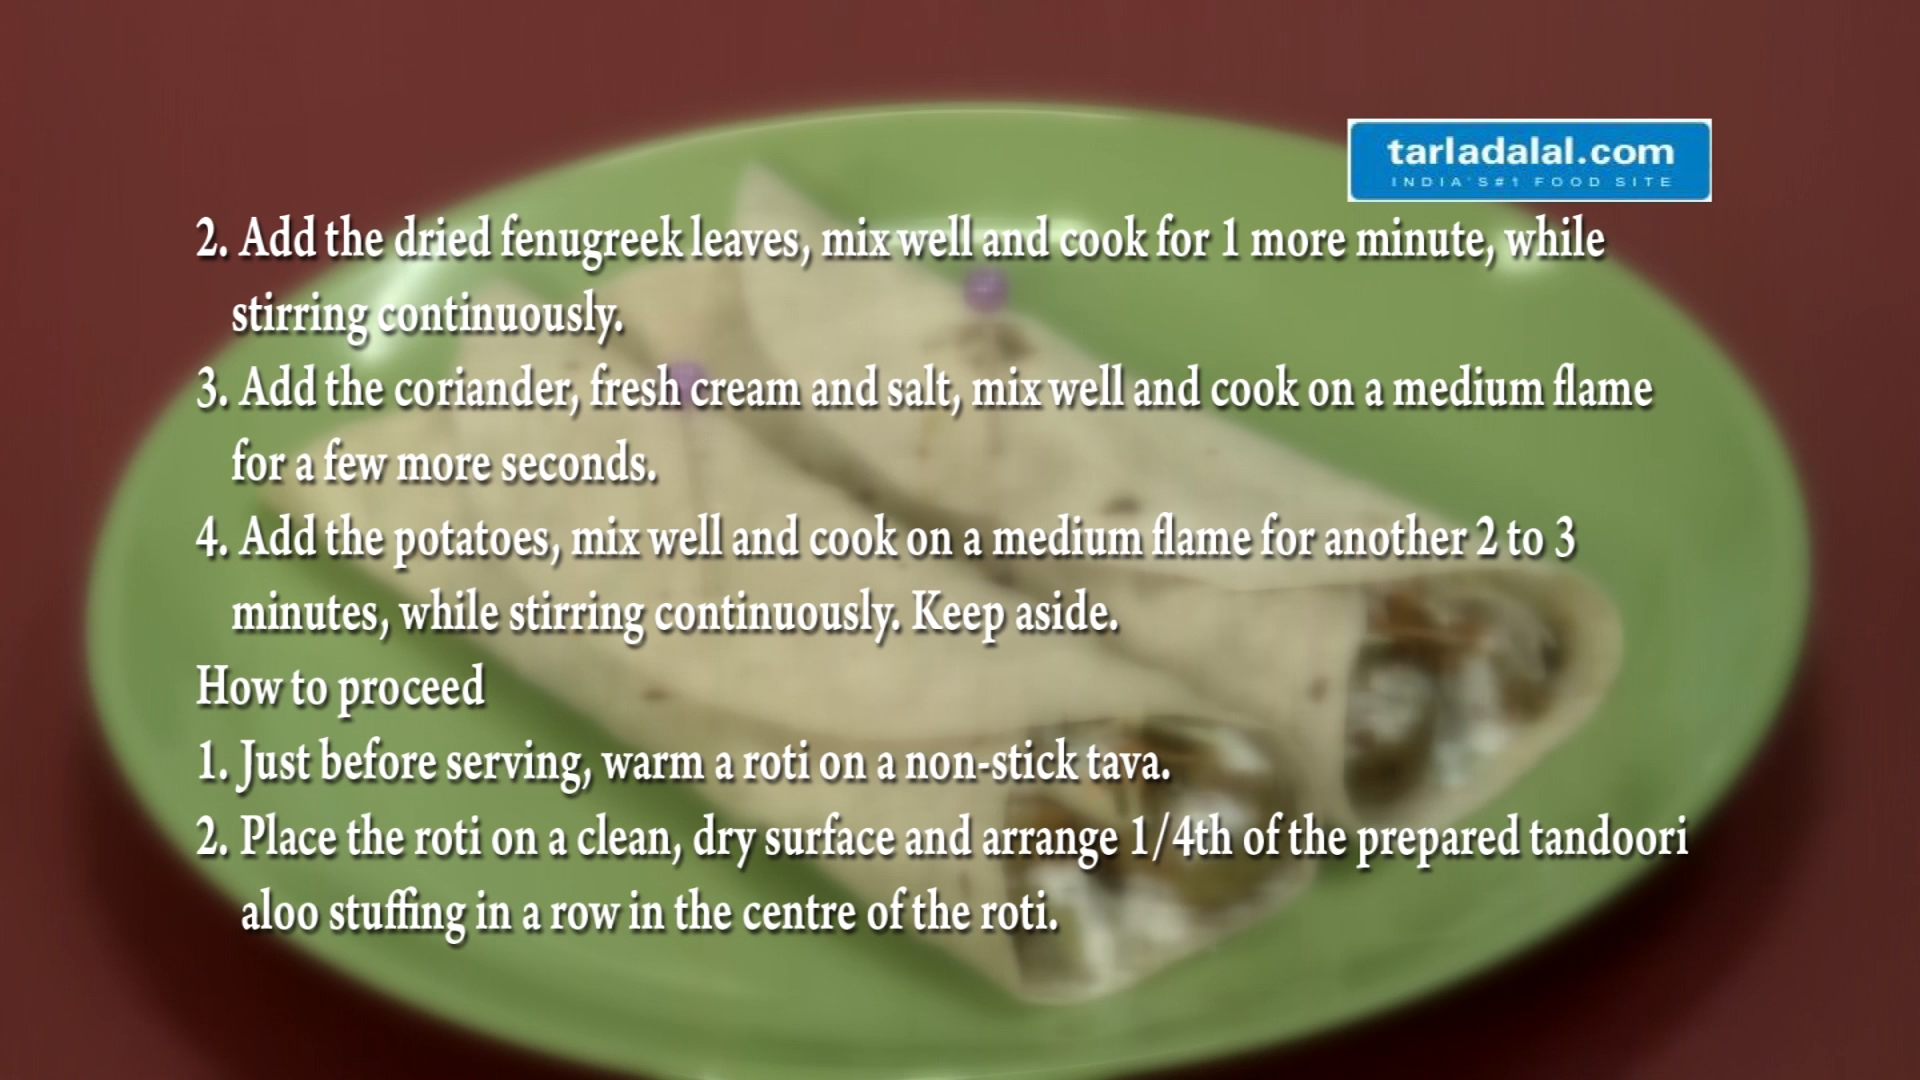 tarladalal.com
INDIA'S#1 FOOD SITE
2. Add the dried fenugreek leaves, mix well and cook for 1 more minute, while
stirring continuously.
3. Add the coriander, fresh cream and salt, mix well and cook on a medium flame
for a few more seconds.
4. Add the potatoes, mix well and cook on a medium flame for another 2 to 3
minutes, while stirring continuously. Keep aside.
How to proceed
1. Just before serving, warm a roti on a non-stick tava.
2. Place the roti on a clean, dry surface and arrange 1/4th of the prepared tandoori
aloo stuffing in a row in the centre of the roti.